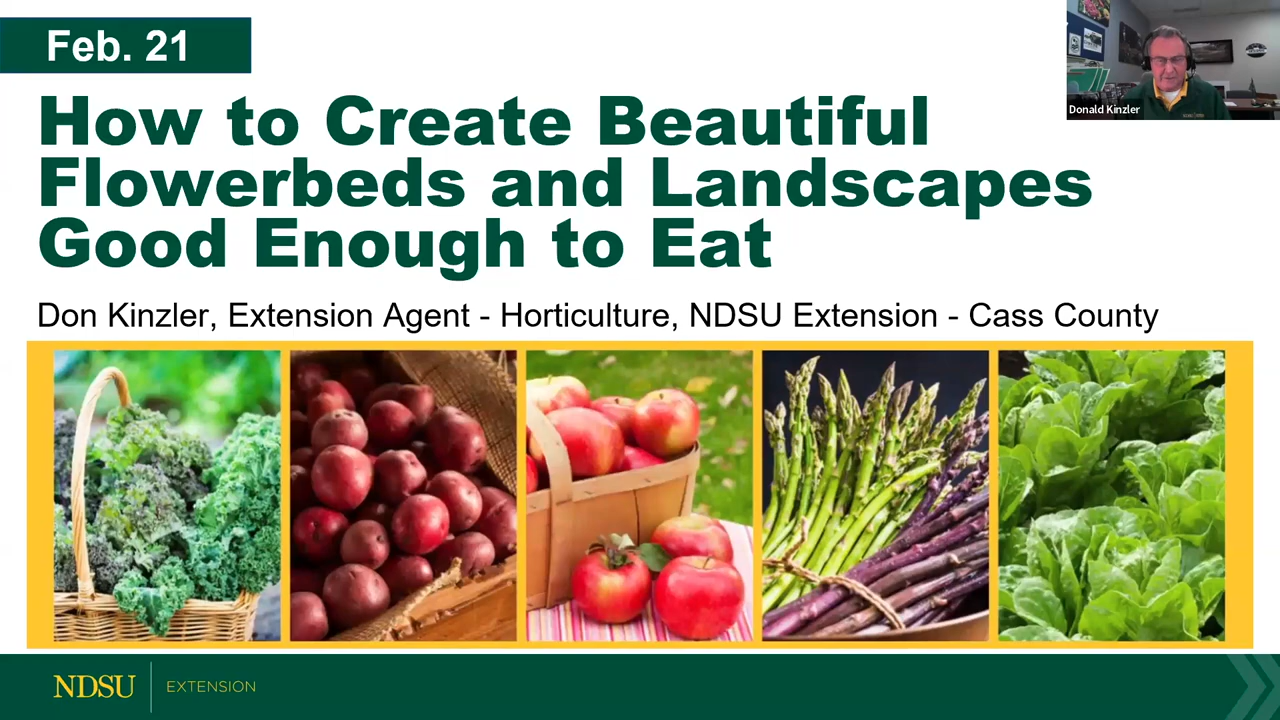 Feb. 21
Donald Kinzler
How to Create Beautiful
Flowerbeds and Landscapes
Good Enough to Eat
Don Kinzler, Extension Agent - Horticulture, NDSU Extension - Cass County
NDSU EXTENSION